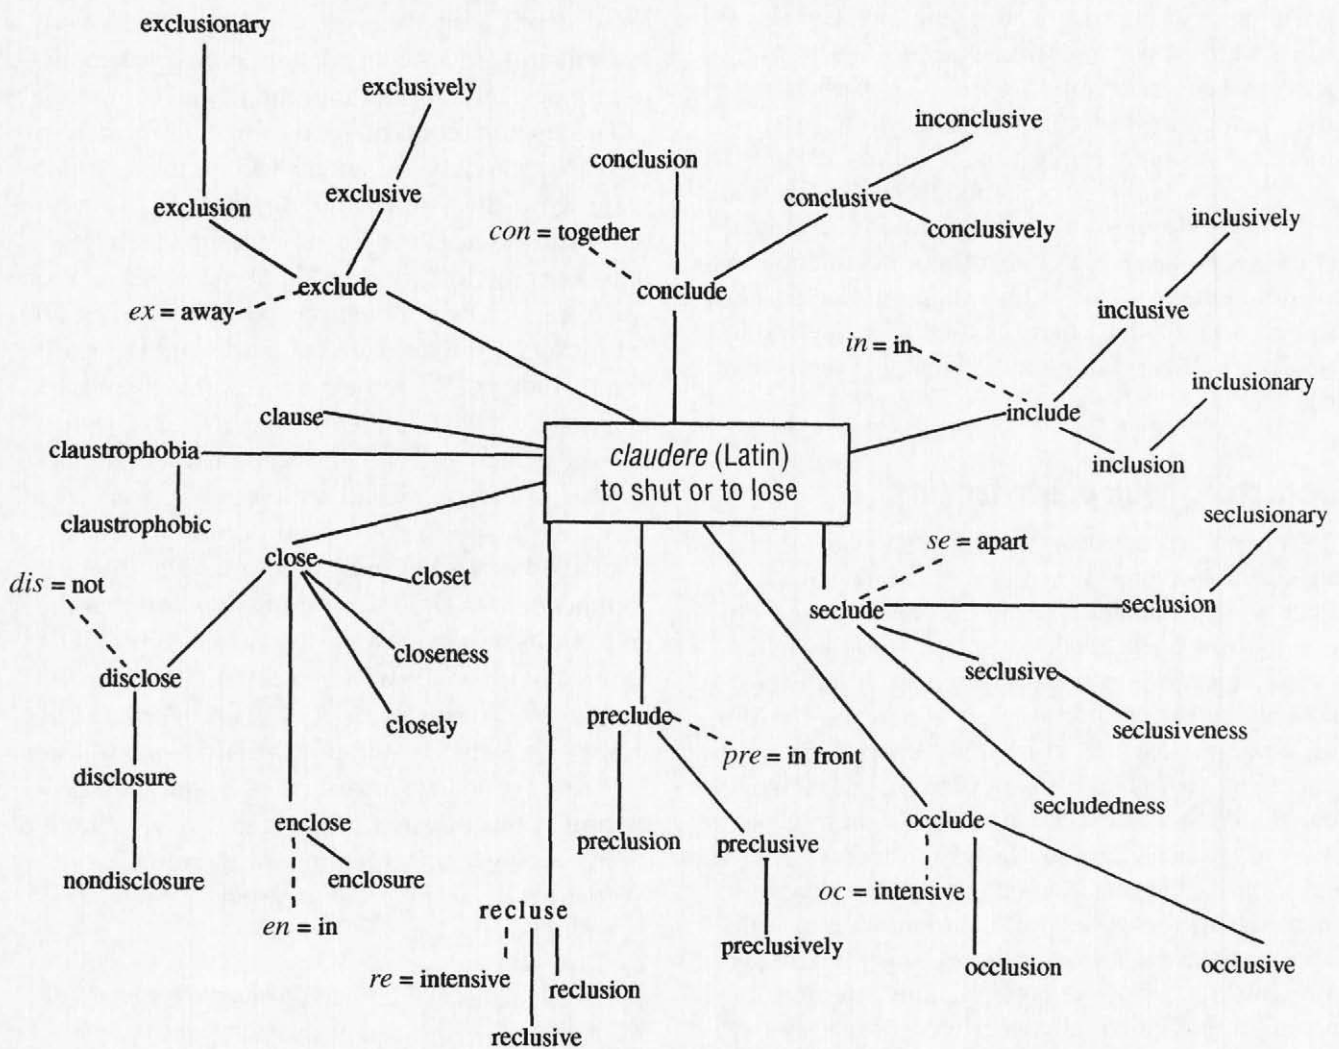 exclusionary
exclusively
inconclusive
conclusion
conclusive
exclusion
exclusive
inclusively
conclusively
con = together
exclude
conclude
ex = away
inclusive
in = in
inclusionary
include
clause
claustrophobia
claudere (Latin)
to shut or to lose
inclusion
claustrophobic
seclusionary
se = apart
close
closet
dis = not
seclude
seclusion
closeness
seclusive
disclose
preclude
closely
seclusiveness
pre = in front
disclosure
secludedness
enclose
occlude
preclusion
preclusive
nondisclosure
enclosure
oc = intensive
recluse
en = in
preclusively
occlusion
occlusive
re = intensive
reclusion
reclusive